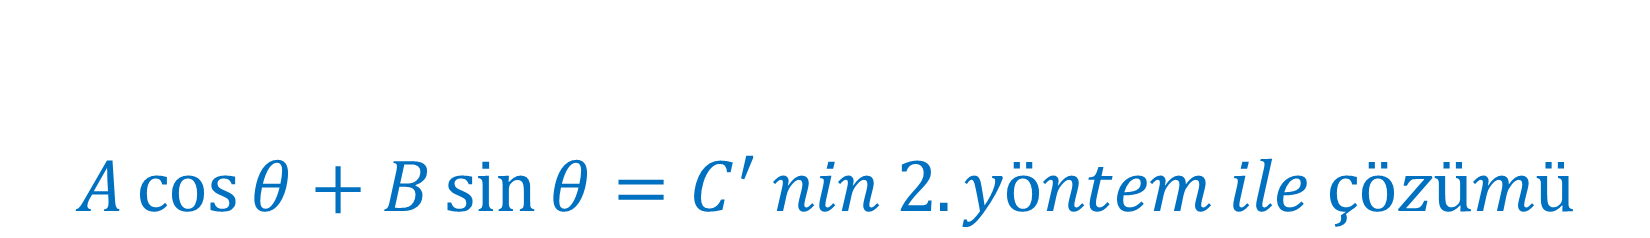 A cos θ + B sin θ = C′ nin 2. yöntem ile çözümü